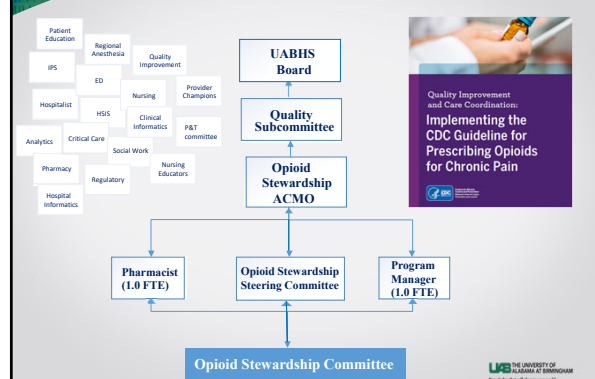 Patient
Education
Regional
Anesthesia
Quality
Improvement
IPS
ED
Nursing
Provider
Champions
Hospitalist
HSIS
Clinical
Informatics
P&T
committee
Analytics
Critical Care
Social Work
Nursing
Educators
Pharmacy
Regulatory
Hospital
Informatics
UABHS
Board
Quality
Subcommittee
Opioid
Stewardship
ACMO
Pharmacist
(1.0 FTE)
Opioid Stewardship
Steering Committee
Program
Manager
(1.0 FTE)
Opioid Stewardship Committee
Quality Improvement
and Care Coordination:
Implementing the
CDC Guideline for
Prescribing Opioids
for Chronic Pain
CDC
UAB THE UNIVERSITY OF
ALABAMA AT BIRMINGHAM